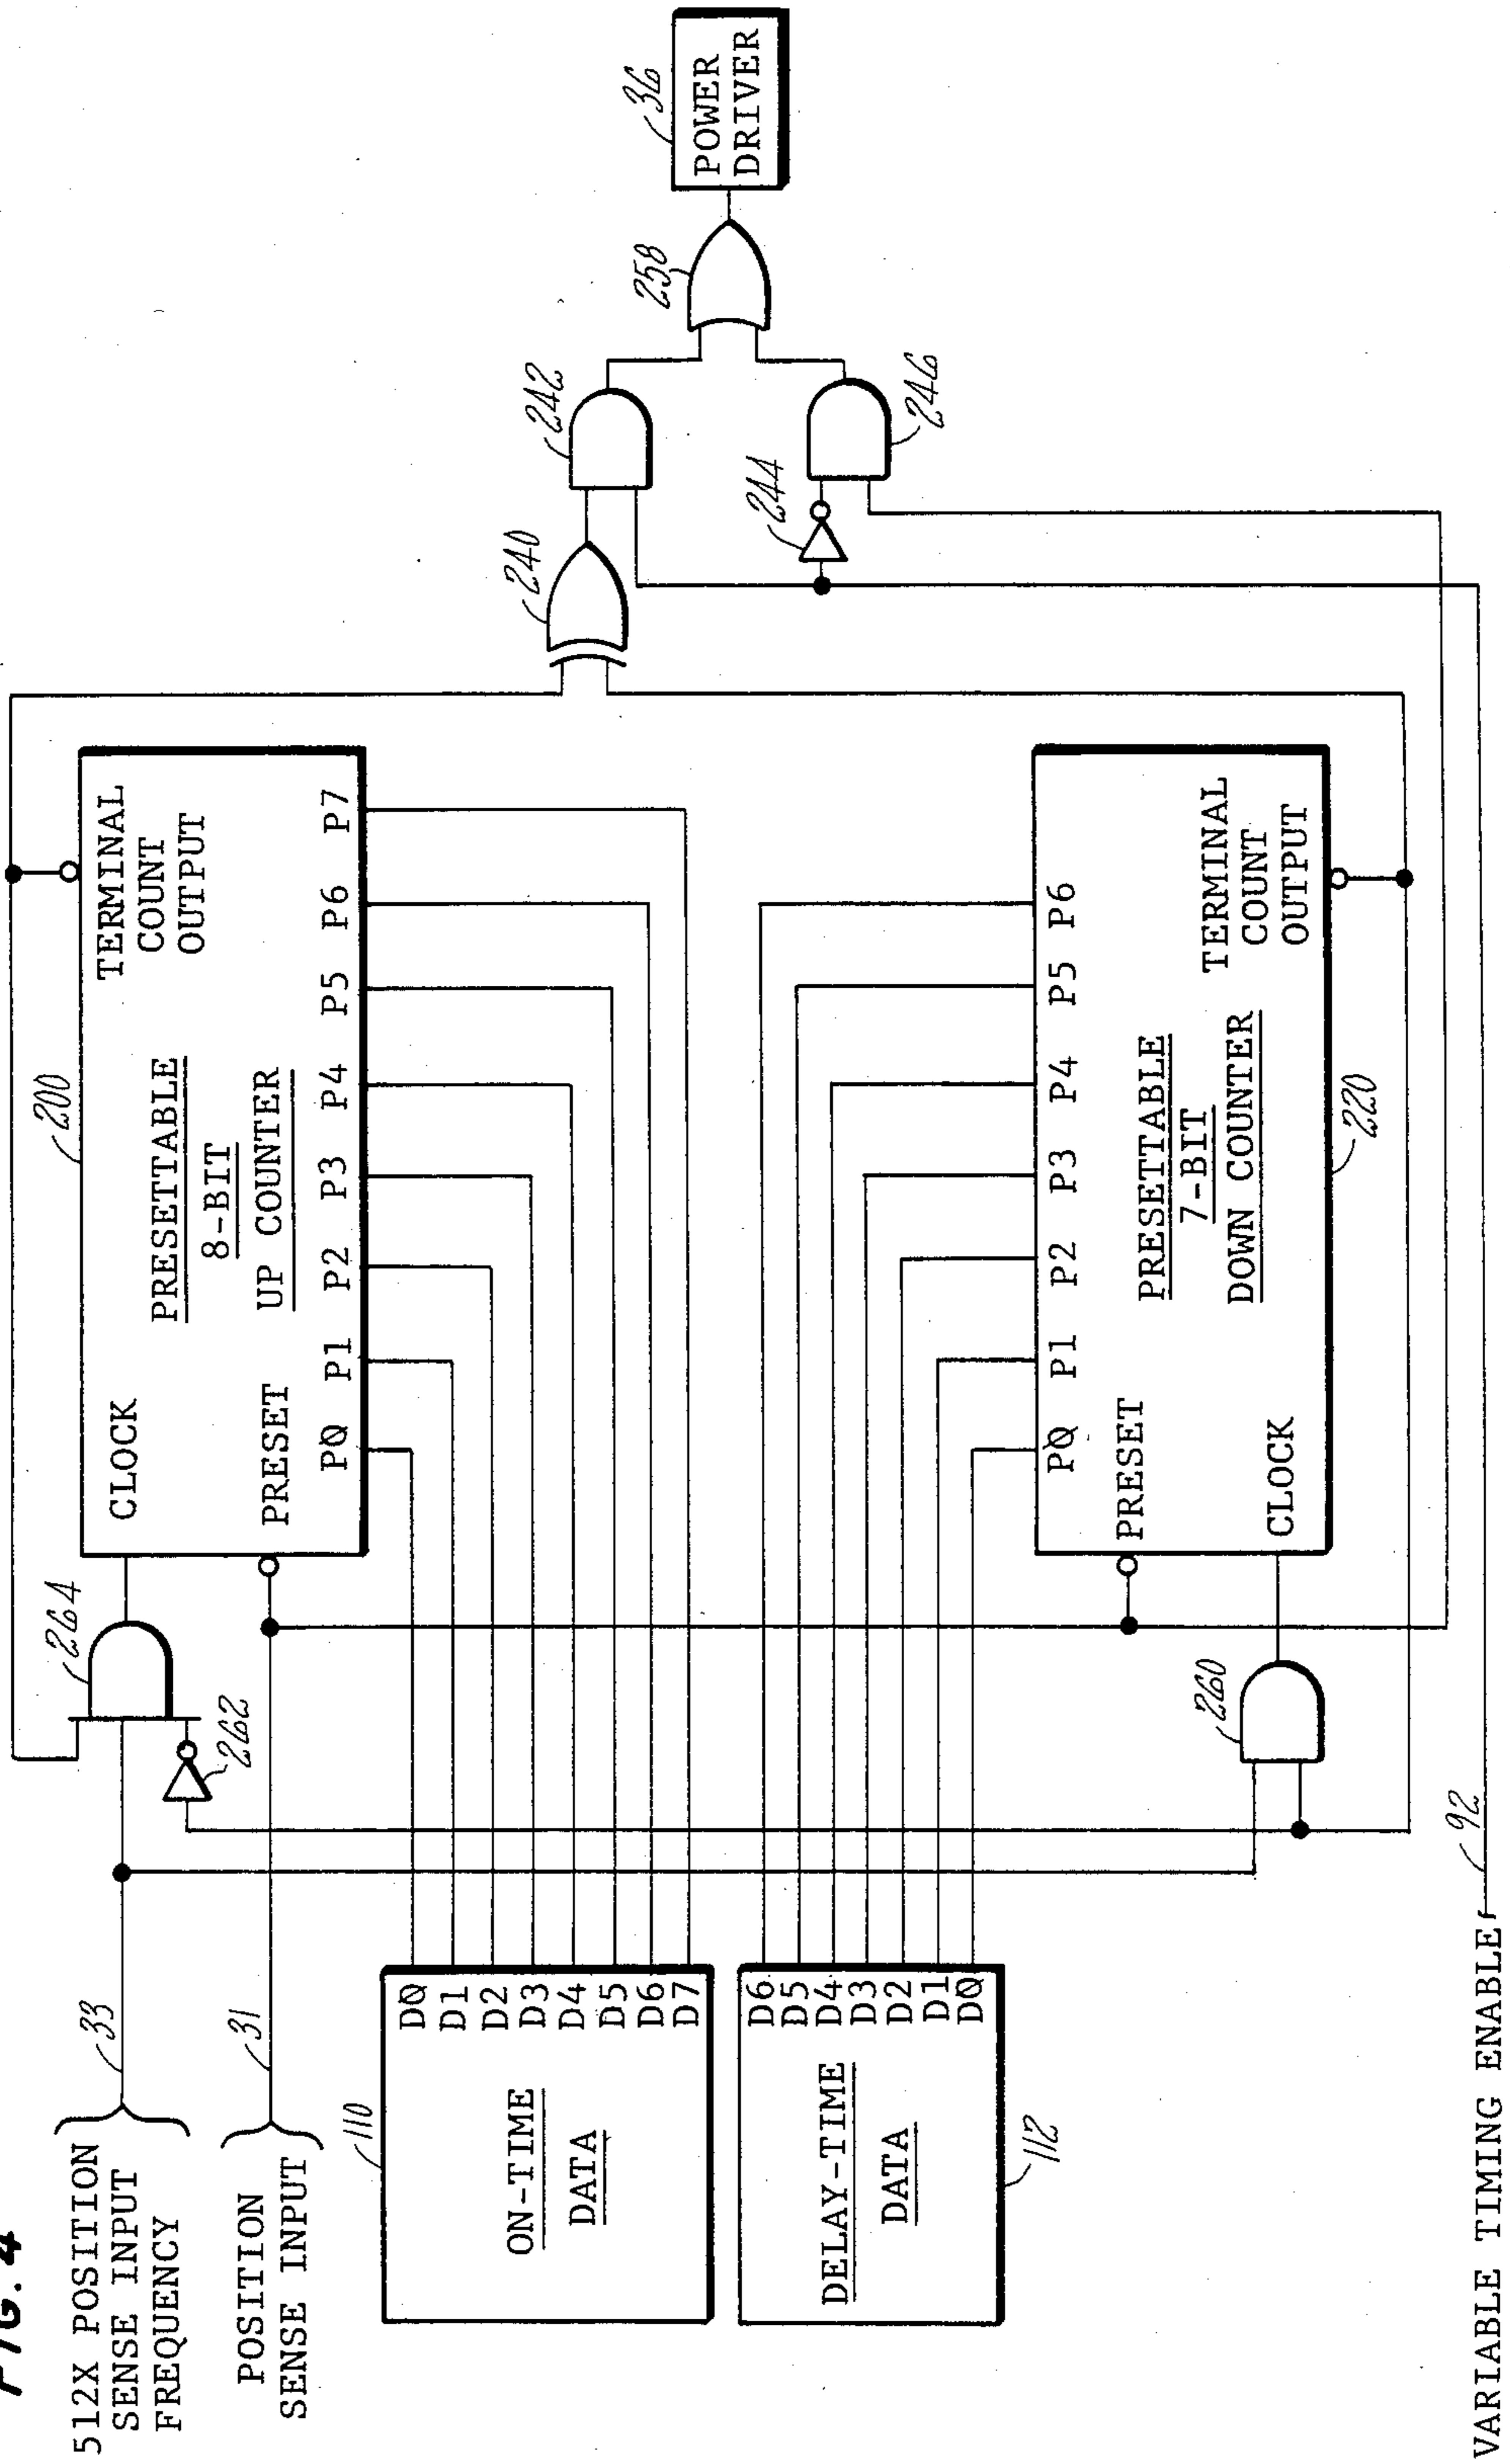 FIG. 4
512X POSITION
SENSE INPUT
FREQUENCY
33
POSITION
SENSE INPUT
31
264
262
CLOCK
PRESET
200
PRESETTABLE
8-BIT
UP COUNTER
TERMINAL
COUNT
OUTPUT
PØ P1 P2 P3 P4 P5 P6 P7
110
ON-TIME
DATA
DØ
D1
D2
D3
D4
D5
D6
D7
DELAY-TIME
DATA
112
D6
D5
D4
D3
D2
D1
DØ
PØ P1 P2 P3 P4 P5 P6
PRESET
CLOCK
260
PRESETTABLE
7-BIT
DOWN COUNTER
220
TERMINAL
COUNT
OUTPUT
240
242
244
246
258
36
POWER
DRIVER
VARIABLE TIMING ENABLE
92